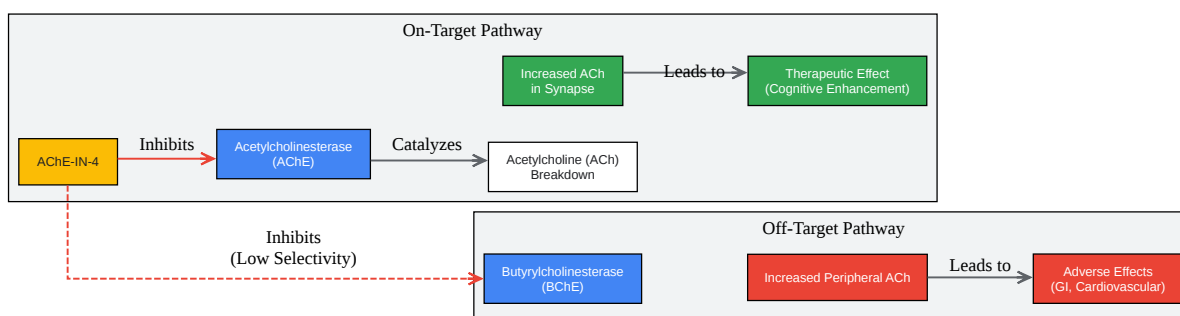 On-Target Pathway
Increased ACh
in Synapse
Leads to
Therapeutic Effect
(Cognitive Enhancement)
AChE-IN-4
Inhibits
Acetylcholinesterase
(AChE)
Catalyzes
Acetylcholine (ACh)
Breakdown
Inhibits
(Low Selectivity)
Off-Target Pathway
Butyrylcholinesterase
(BChE)
Increased Peripheral ACh
Leads to
Adverse Effects
(GI, Cardiovascular)